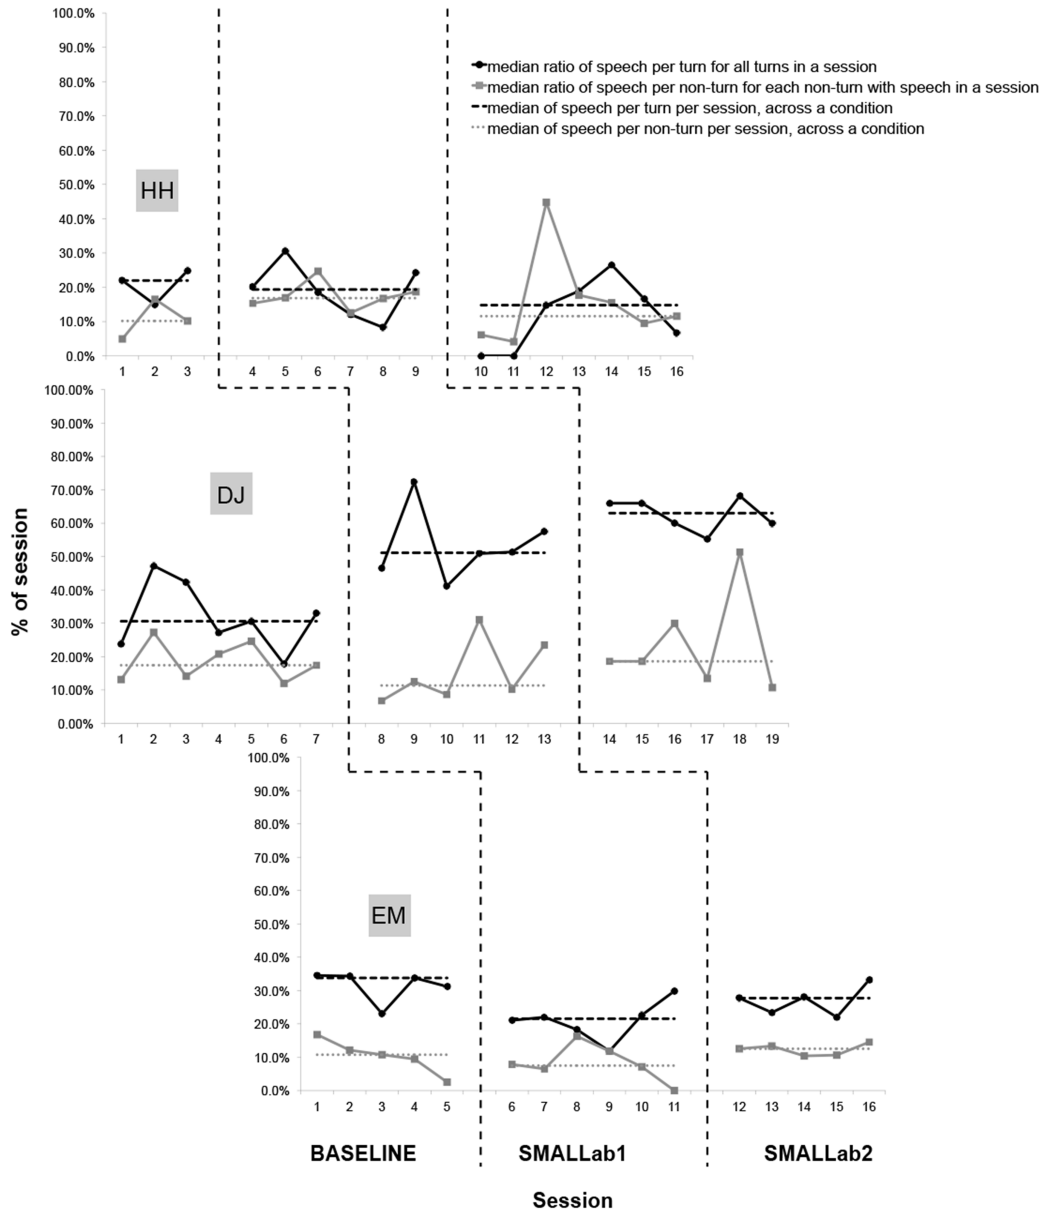 100.0%
90.0%
80.0%
70.0%
60.0%
50.0%
40.0%
30.0%
20.0%
10.0%
0.0%
median ratio of speech per turn for all turns in a session
median ratio of speech per non-turn for each non-turn with speech in a session
median of speech per turn per session, across a condition
median of speech per non-turn per session, across a condition
HH
1 2 3 4 5 6 7 8 9 10 11 12 13 14 15 16
100.00%
90.00%
80.00%
70.00%
60.00%
50.00%
40.00%
30.00%
20.00%
10.00%
0.00%
DJ
% of session
1 2 3 4 5 6 7 8 9 10 11 12 13 14 15 16 17 18 19
100.0%
90.0%
80.0%
70.0%
60.0%
50.0%
40.0%
30.0%
20.0%
10.0%
0.0%
EM
1 2 3 4 5 6 7 8 9 10 11 12 13 14 15 16
BASELINE SMALLab1 SMALLab2
Session